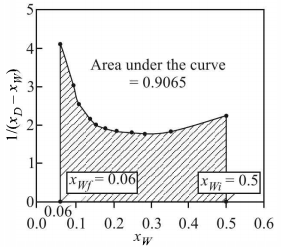 5
4
3
2
1
0
1/(x_D – x_W)
Area under the curve
= 0.9065
x_Wf = 0.06
x_Wi = 0.5
0.06
0.0 0.1 0.2 0.3 0.4 0.5 0.6
x_W